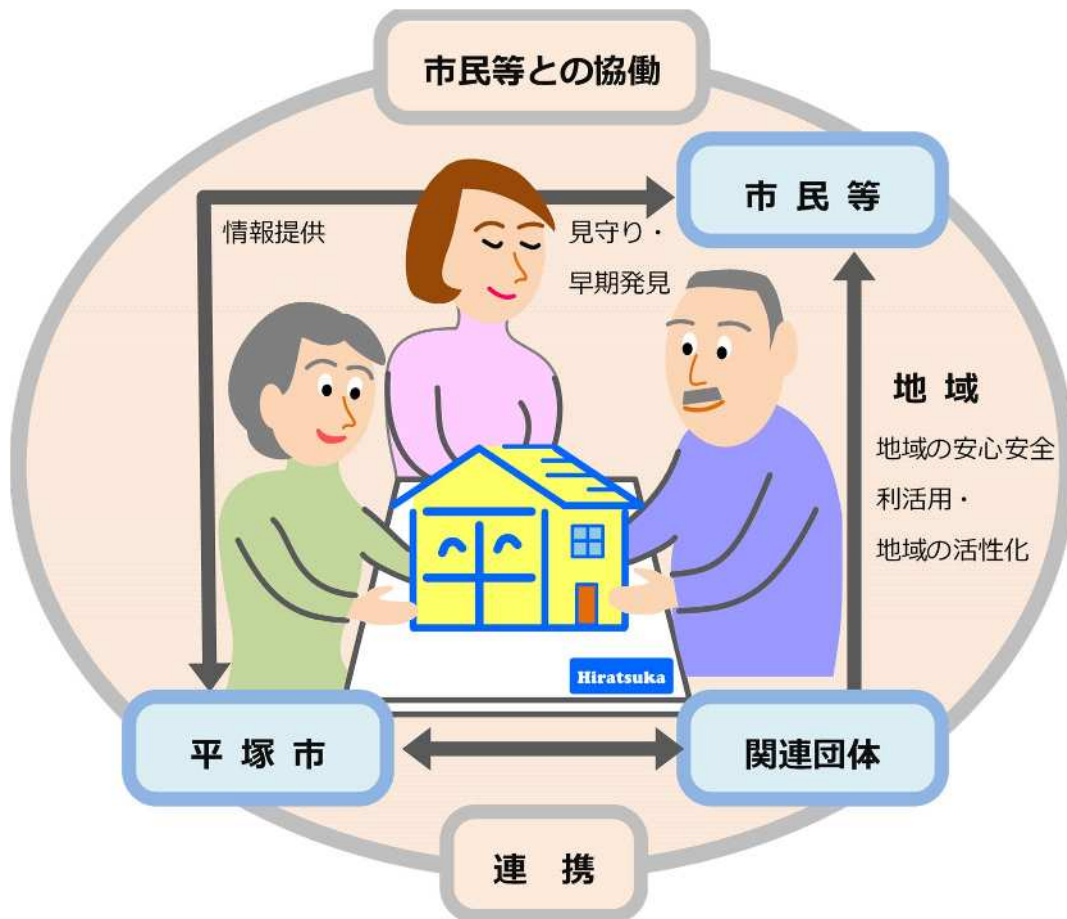 市民等との協働
市民等
情報提供
見守り・
早期発見
地域
地域の安心安全
利活用・
地域の活性化
Hiratsuka
平塚市
関連団体
連携